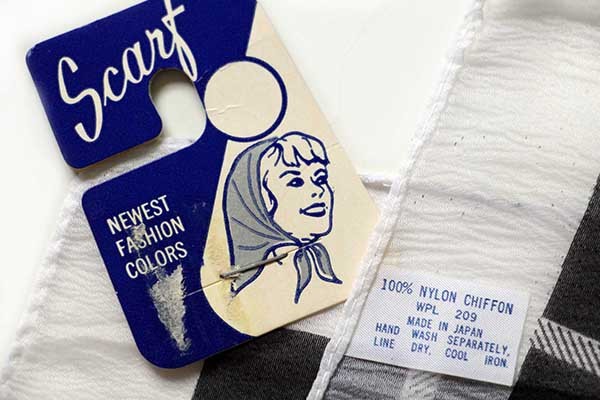 Scarf
NEWEST
FASHION
COLORS
100% NYLON CHIFFON
WPL 209
MADE IN JAPAN
HAND WASH SEPARATELY,
LINE DRY. COOL IRON.